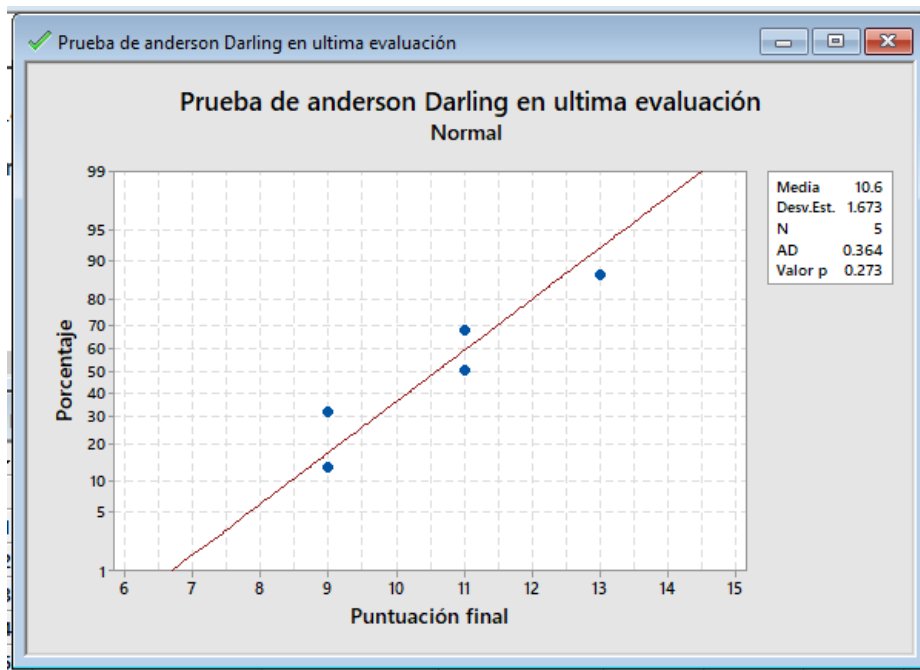 Prueba de anderson Darling en ultima evaluación
Prueba de anderson Darling en ultima evaluación
Normal
Media 10.6
Desv.Est. 1.673
N 5
AD 0.364
Valor p 0.273
99
95
90
80
70
60
50
40
30
20
10
5
1
Porcentaje
6 7 8 9 10 11 12 13 14 15
Puntuación final